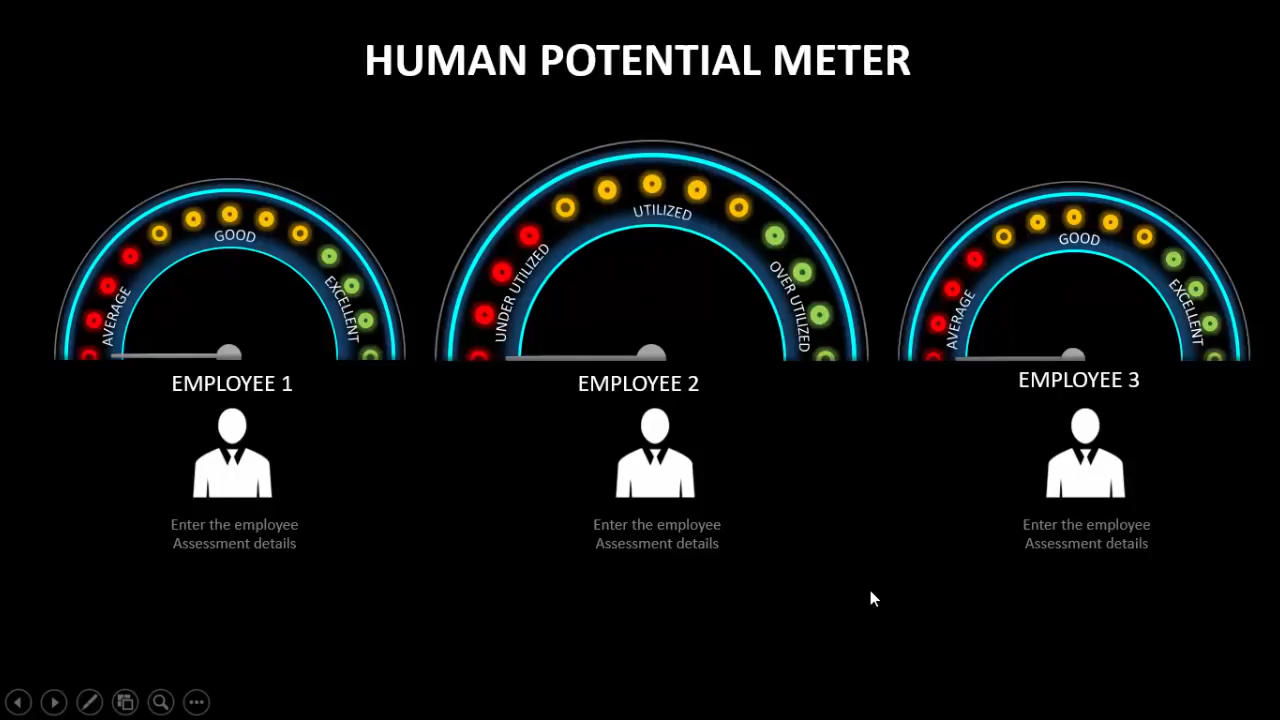 HUMAN POTENTIAL METER
AVERAGE
GOOD
EXCELLENT
UNDER UTILIZED
UTILIZED
OVER UTILIZED
AVERAGE
GOOD
EXCELLENT
EMPLOYEE 1
EMPLOYEE 2
EMPLOYEE 3
Enter the employee
Assessment details
Enter the employee
Assessment details
Enter the employee
Assessment details